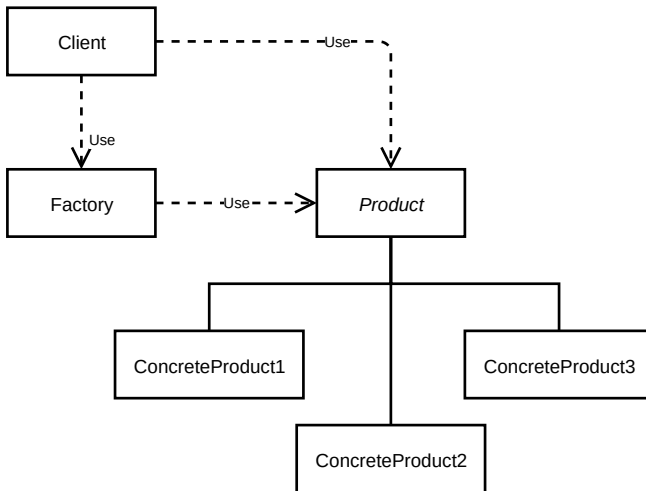 Client
Use
Use
Factory
Use
Product
ConcreteProduct1
ConcreteProduct3
ConcreteProduct2